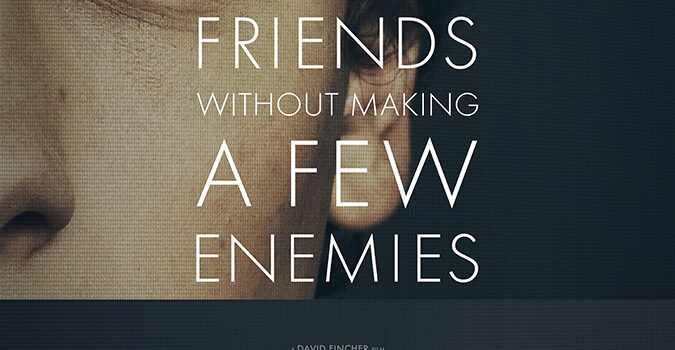 FRIENDS
WITHOUT MAKING
A FEW
ENEMIES
A DAVID FINCHER FILM